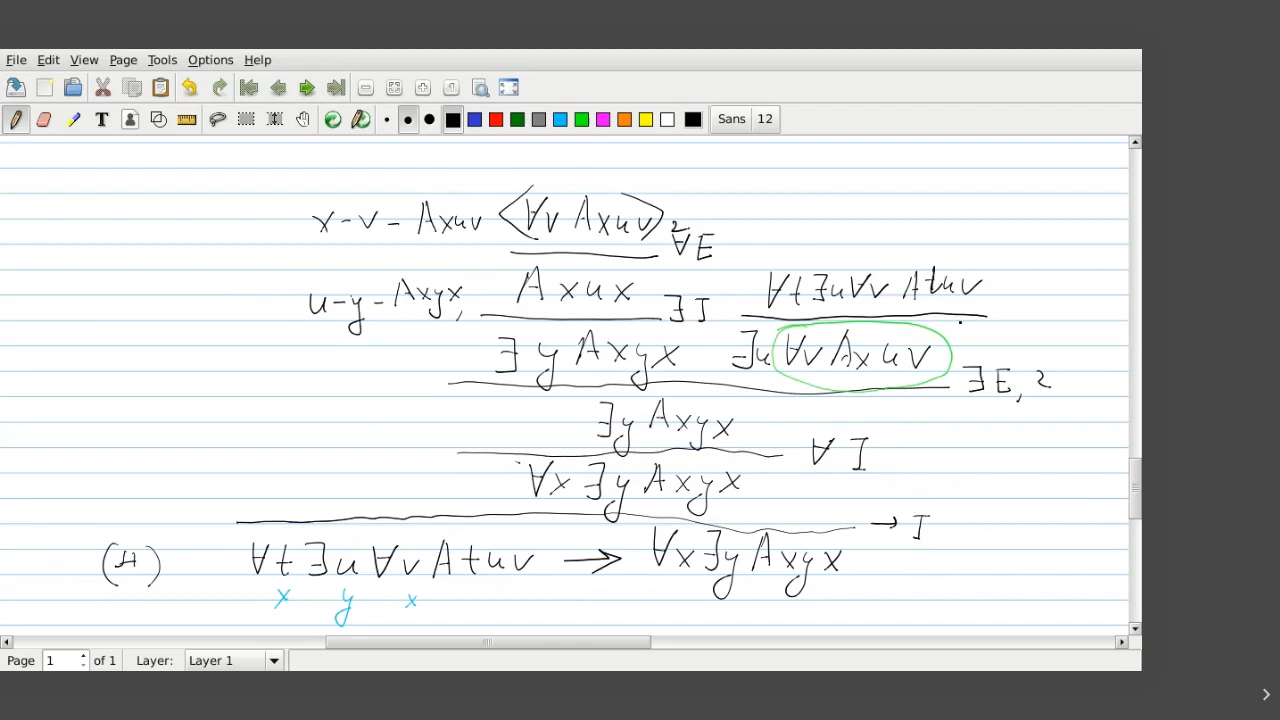 File Edit View Page Tools Options Help
Sans 12
x-v-Axuv <∀v Axuv>² ∀E
u-y-Axyx, Axux ∃I ∀t∃u∀v Atuv
∃y Axyx ∃u ∀v Axuv ∃E, 2
∃y Axyx ∀I
∀x ∃y Axyx →I
∀t ∃u ∀v Atuv → ∀x∃y Axyx
x y x
Page 1 of 1 Layer: Layer 1